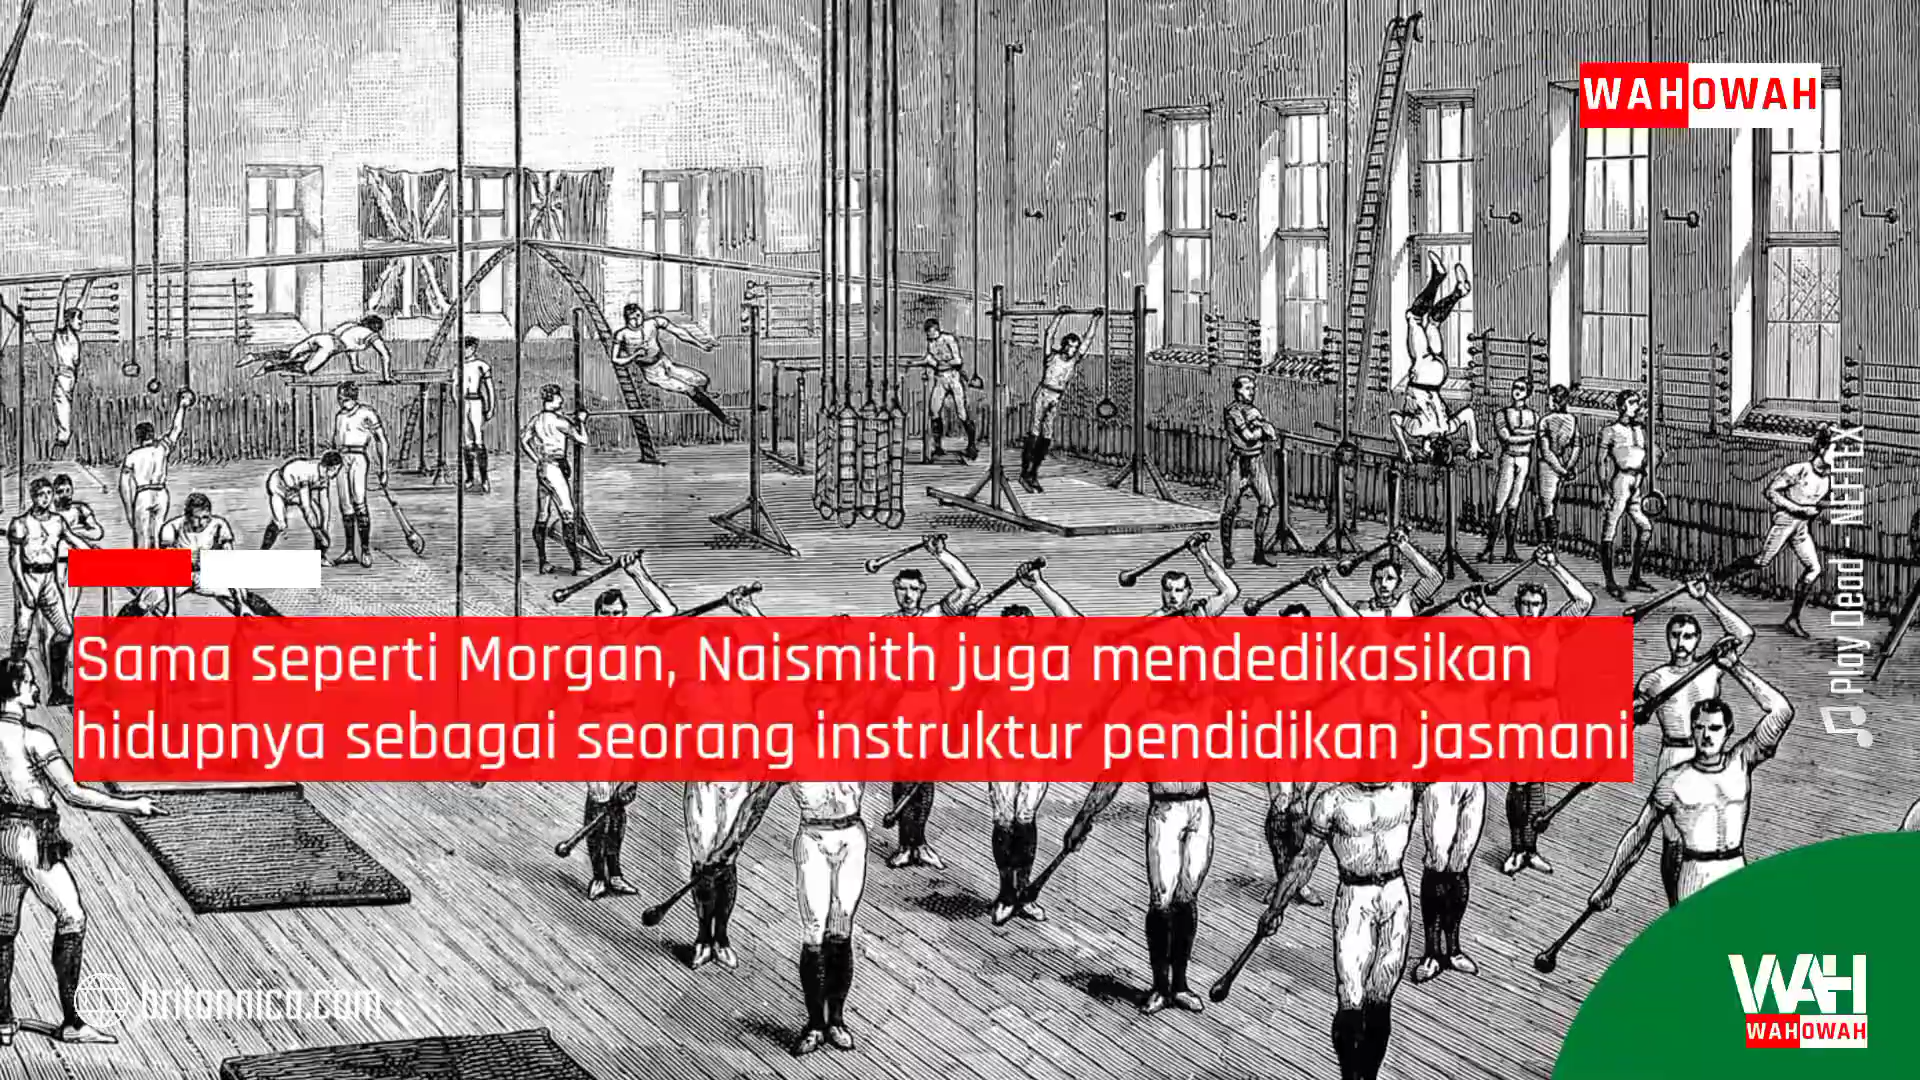 WAHOWAH
Sama seperti Morgan, Naismith juga mendedikasikan
hidupnya sebagai seorang instruktur pendidikan jasmani
Play Dead - NEFFEX
britannica.com
WAH
WAHOWAH